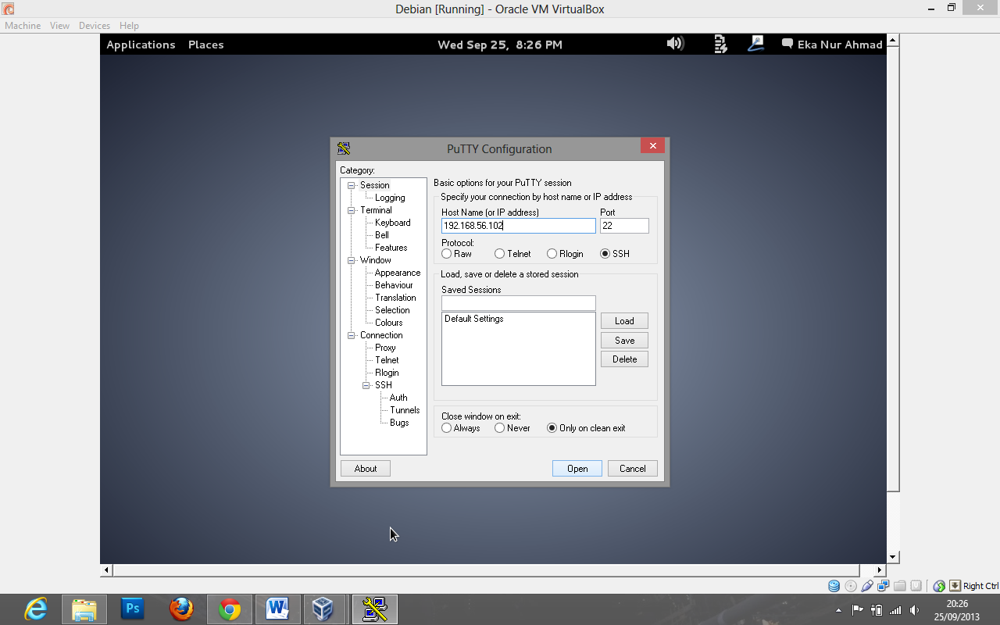 Debian [Running] - Oracle VM VirtualBox
Machine View Devices Help
Applications Places Wed Sep 25, 8:26 PM Eka Nur Ahmad
PuTTY Configuration
Category:
Session
Logging
Terminal
Keyboard
Bell
Features
Window
Appearance
Behaviour
Translation
Selection
Colours
Connection
Proxy
Telnet
Rlogin
SSH
Auth
Tunnels
Bugs
Basic options for your PuTTY session
Specify your connection by host name or IP address
Host Name (or IP address) Port
192.168.56.102 22
Protocol:
Raw Telnet Rlogin SSH
Load, save or delete a stored session
Saved Sessions
Default Settings
Load
Save
Delete
Close window on exit:
Always Never Only on clean exit
About Open Cancel
Right Ctrl
Ps
W
20:26
25/09/2013